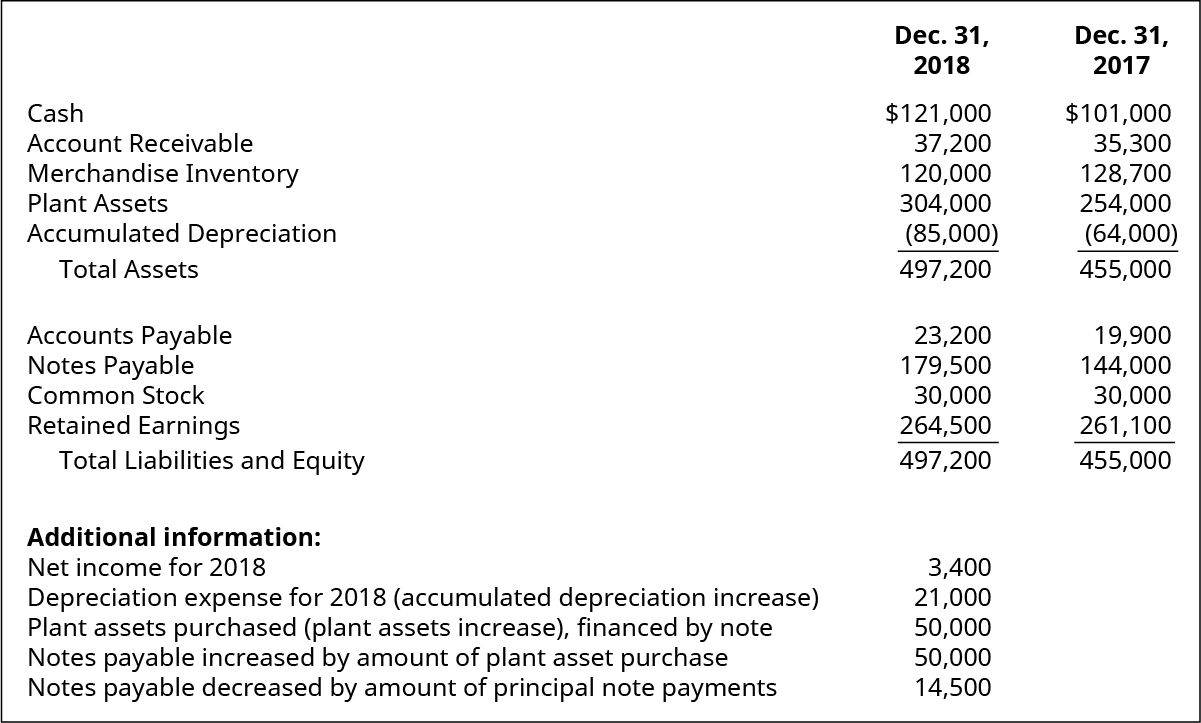 Dec. 31, 2018 Dec. 31, 2017
Cash $121,000 $101,000
Account Receivable 37,200 35,300
Merchandise Inventory 120,000 128,700
Plant Assets 304,000 254,000
Accumulated Depreciation (85,000) (64,000)
Total Assets 497,200 455,000
Accounts Payable 23,200 19,900
Notes Payable 179,500 144,000
Common Stock 30,000 30,000
Retained Earnings 264,500 261,100
Total Liabilities and Equity 497,200 455,000
Additional information:
Net income for 2018 3,400
Depreciation expense for 2018 (accumulated depreciation increase) 21,000
Plant assets purchased (plant assets increase), financed by note 50,000
Notes payable increased by amount of plant asset purchase 50,000
Notes payable decreased by amount of principal note payments 14,500